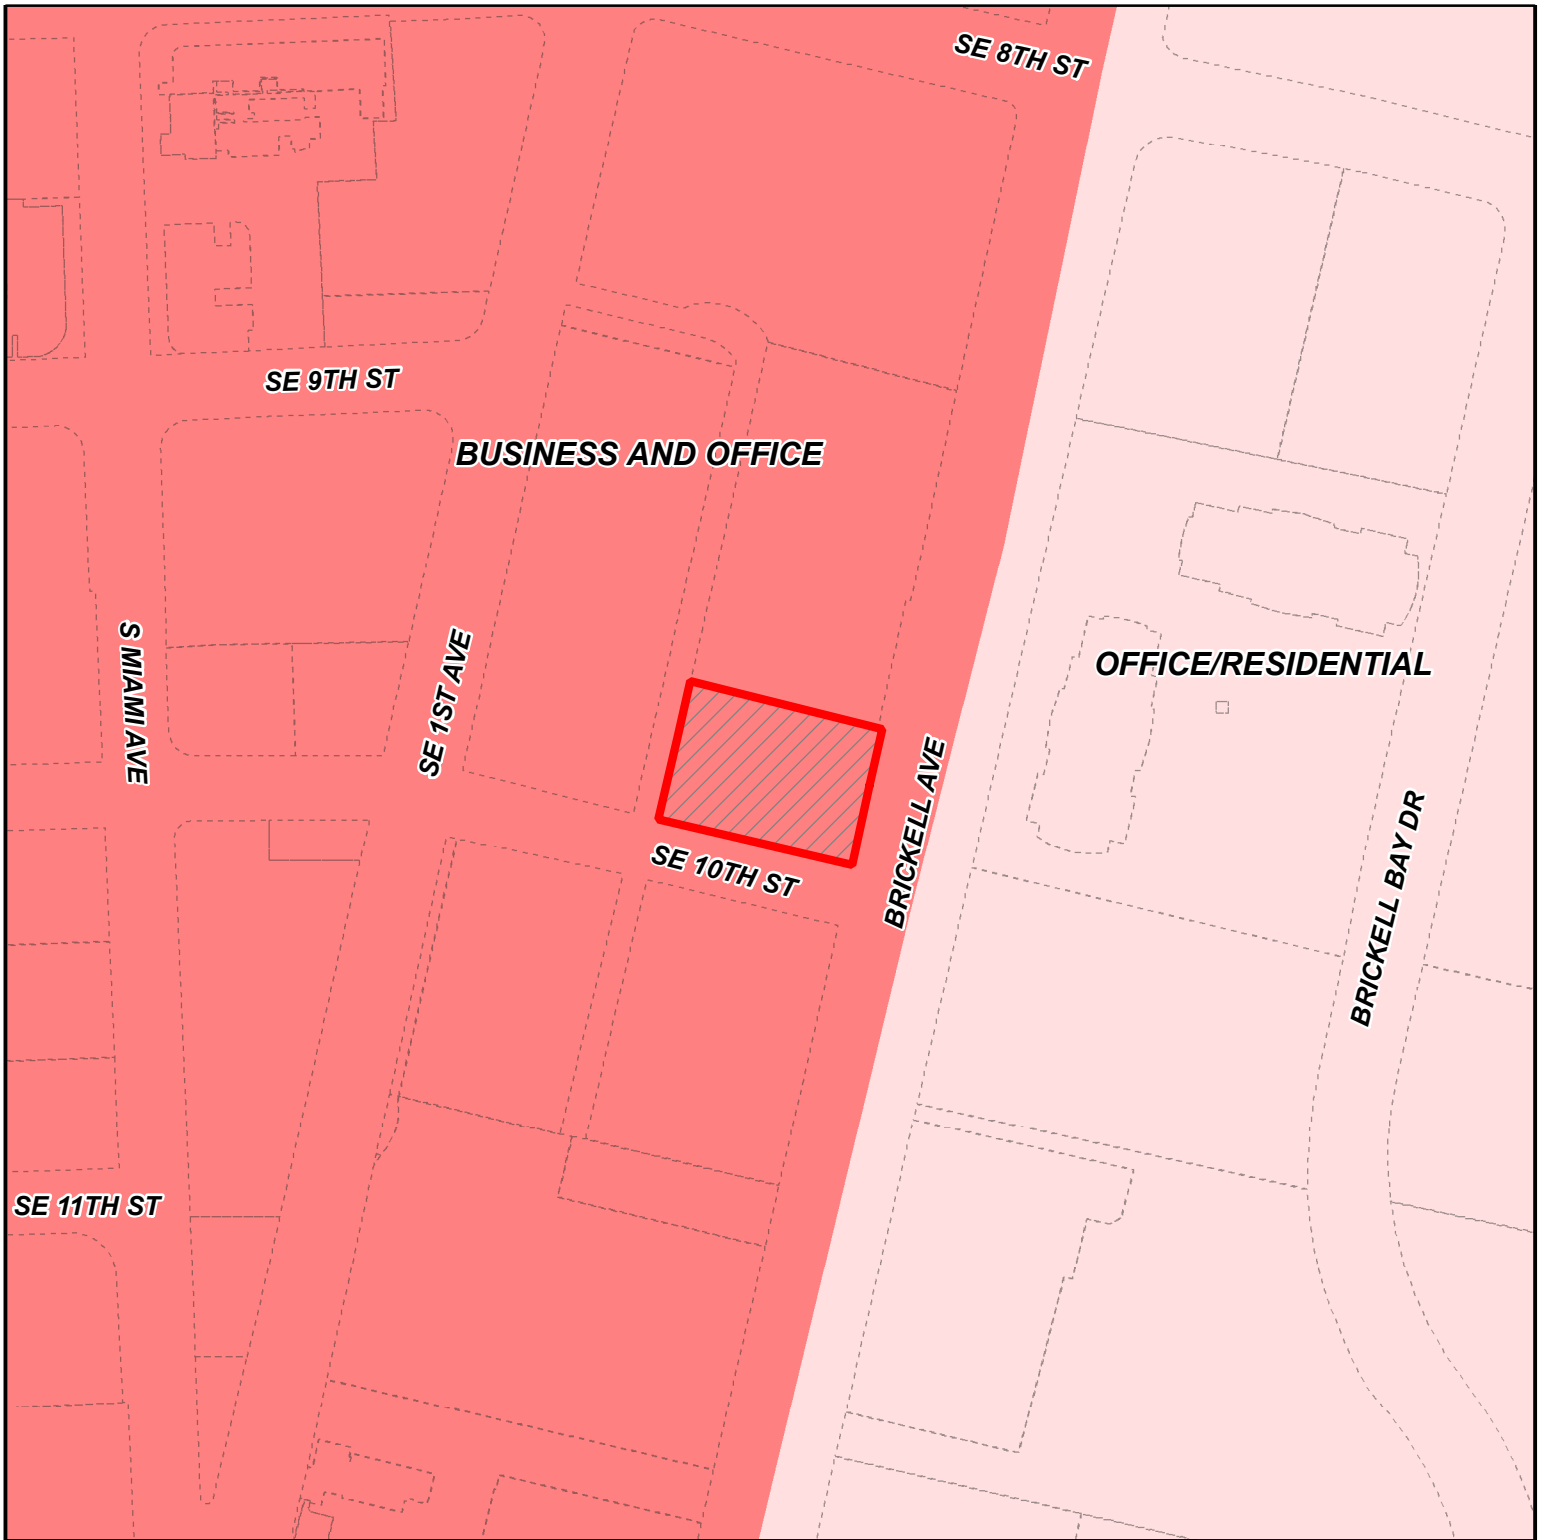 SE 8TH ST
SE 9TH ST
BUSINESS AND OFFICE
S MIAMI AVE
SE 1ST AVE
OFFICE/RESIDENTIAL
BRICKELL AVE
SE 10TH ST
BRICKELL BAY DR
SE 11TH ST